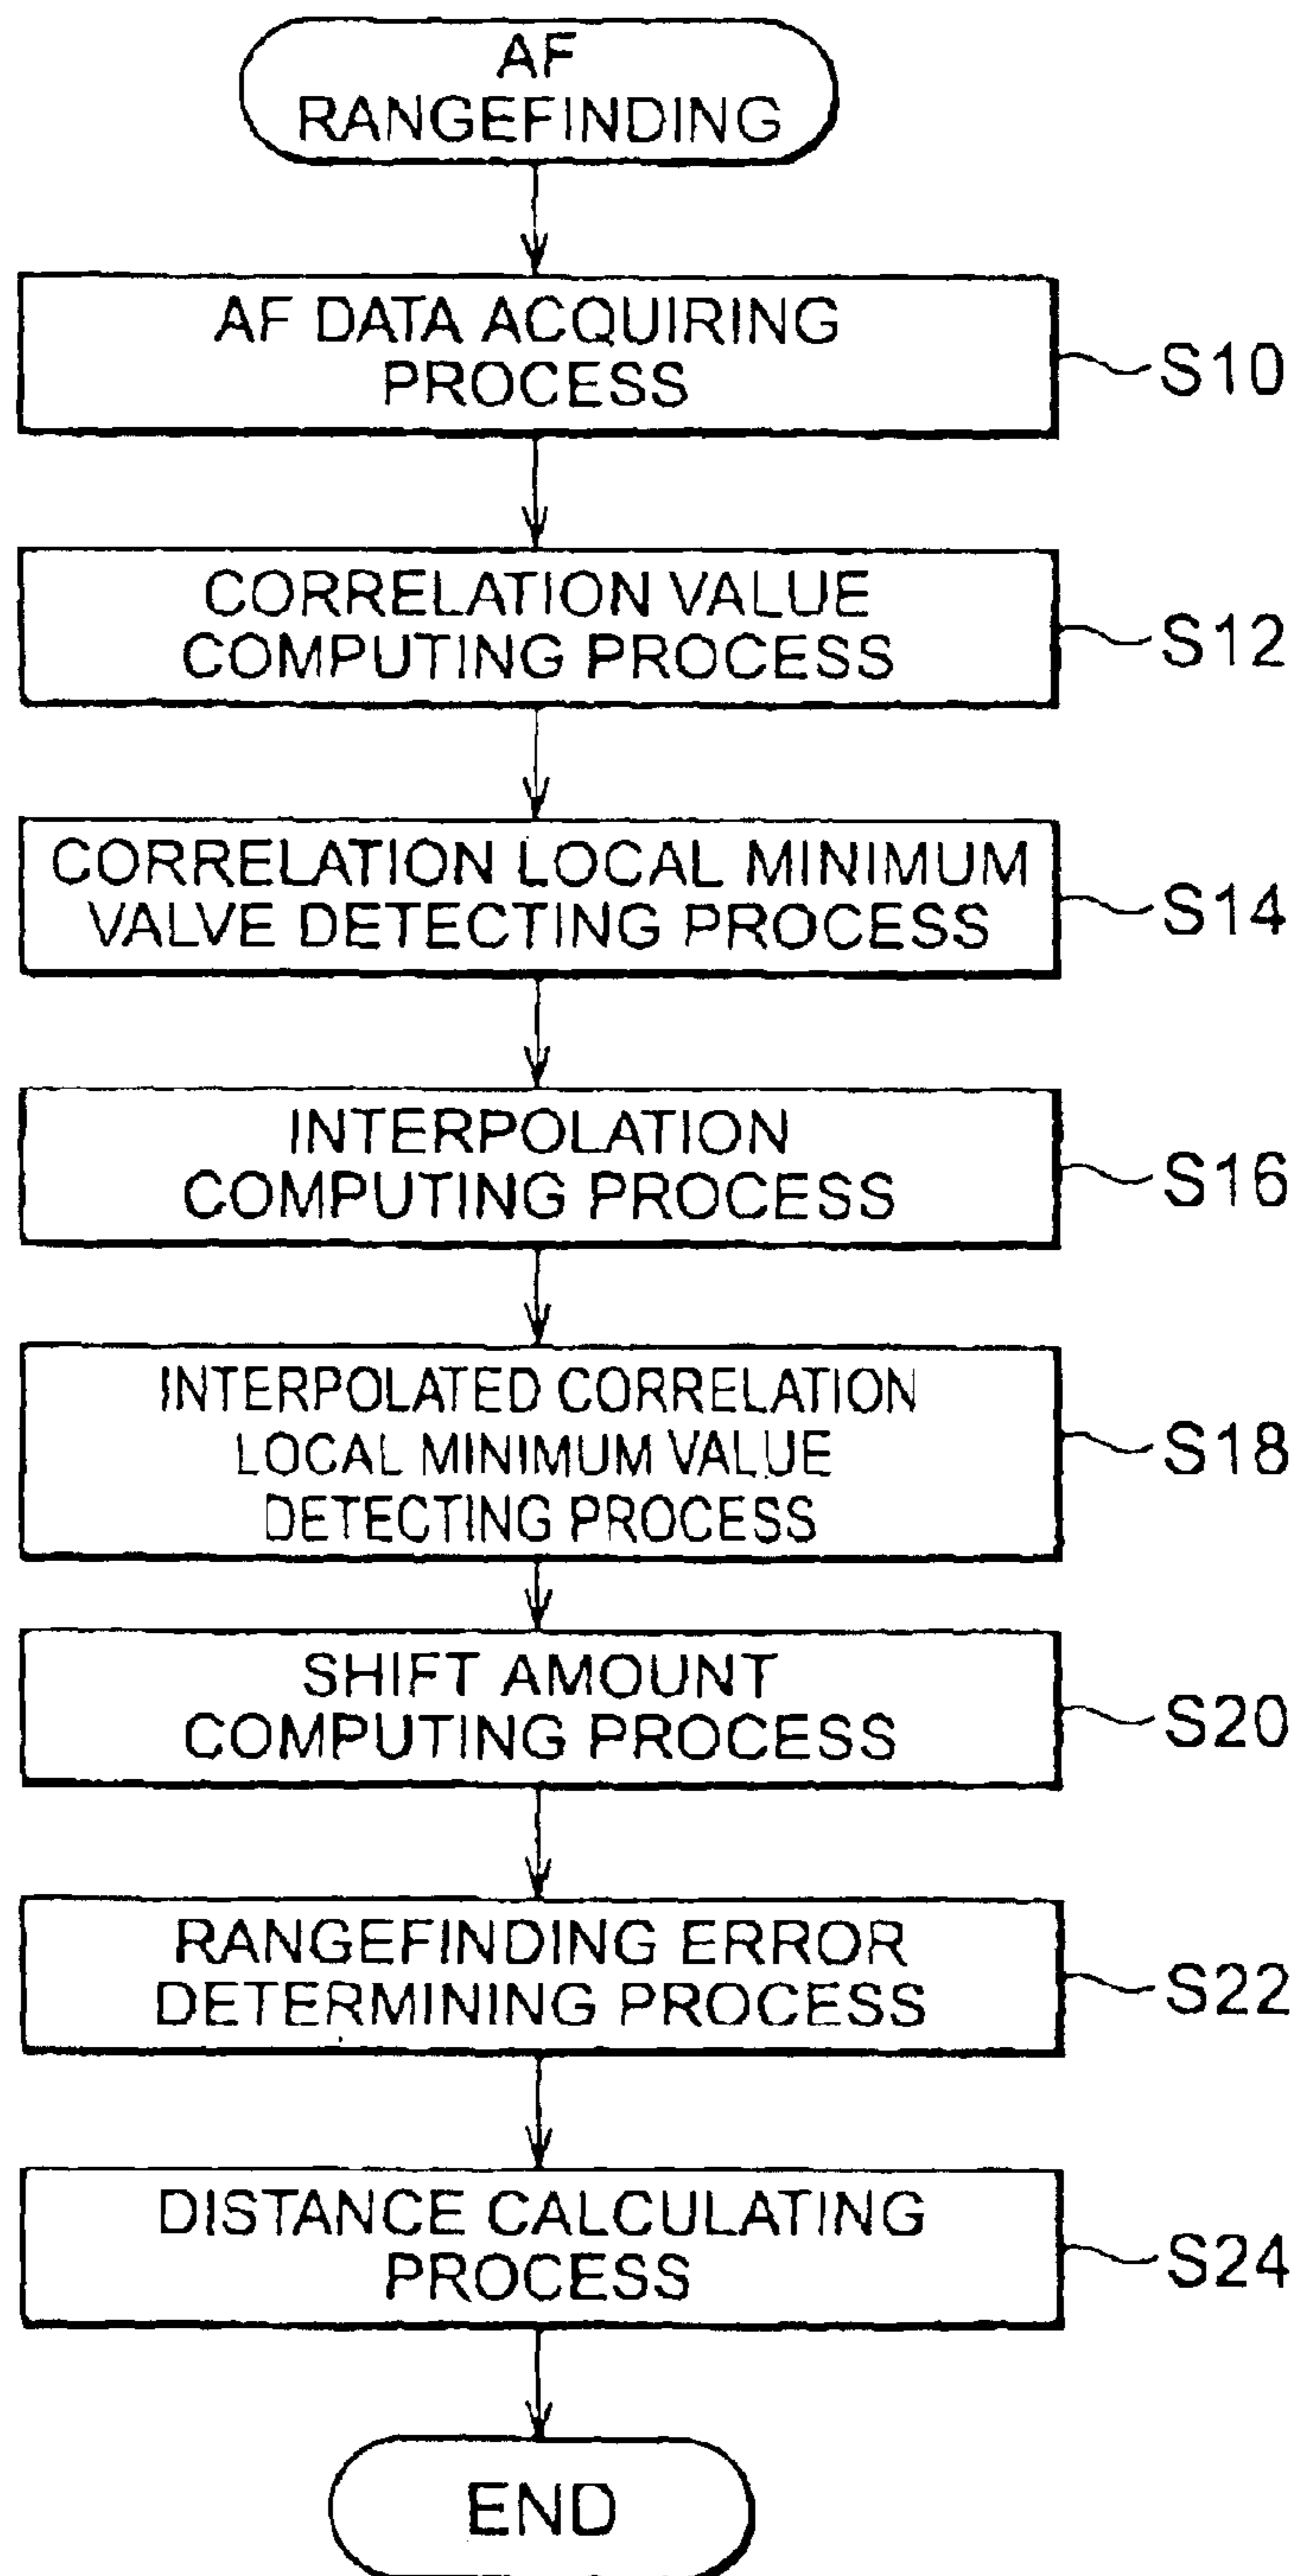 AF
RANGEFINDING
AF DATA ACQUIRING
PROCESS
S10
CORRELATION VALUE
COMPUTING PROCESS
S12
CORRELATION LOCAL MINIMUM
VALVE DETECTING PROCESS
S14
INTERPOLATION
COMPUTING PROCESS
S16
INTERPOLATED CORRELATION
LOCAL MINIMUM VALUE
DETECTING PROCESS
S18
SHIFT AMOUNT
COMPUTING PROCESS
S20
RANGEFINDING ERROR
DETERMINING PROCESS
S22
DISTANCE CALCULATING
PROCESS
S24
END